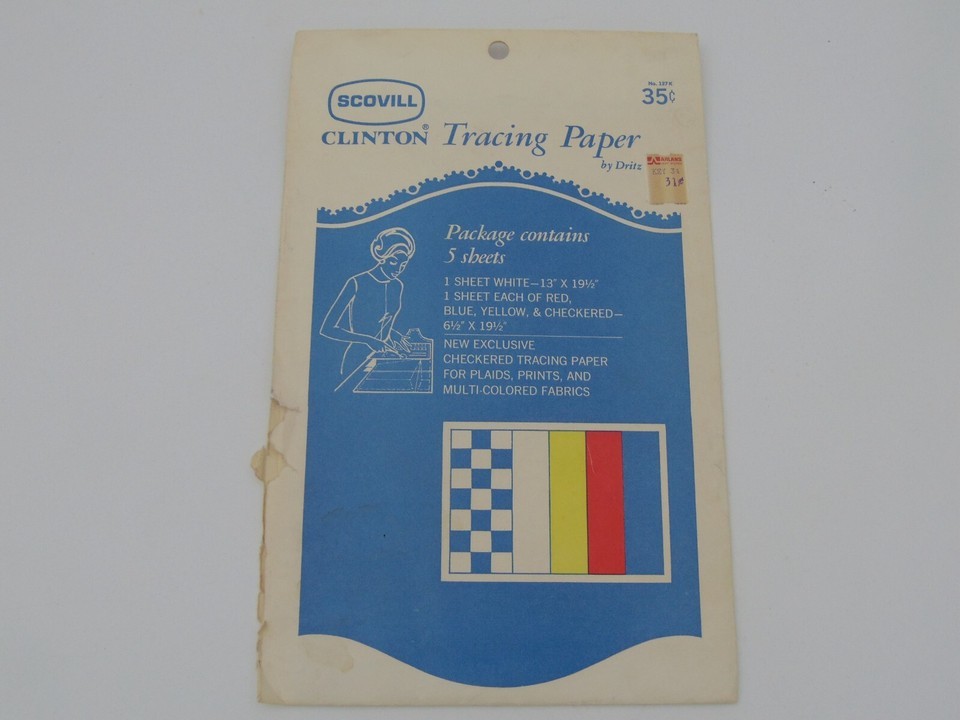 No. 127R
35¢
SCOVILL
CLINTON® Tracing Paper
by Dritz
31¢
Package contains
5 sheets
1 SHEET WHITE—13" X 19½"
1 SHEET EACH OF RED,
BLUE, YELLOW, & CHECKERED—
6½" X 19½"
NEW EXCLUSIVE
CHECKERED TRACING PAPER
FOR PLAIDS, PRINTS, AND
MULTI-COLORED FABRICS